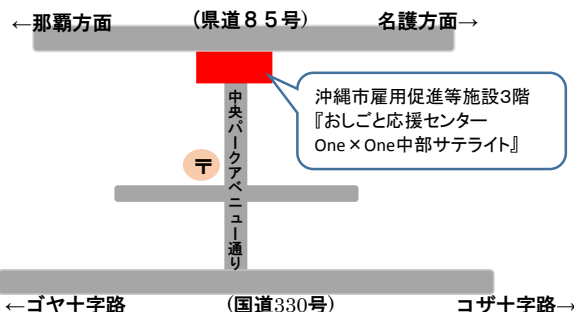 ←那覇方面 (県道８５号) 名護方面→
沖縄市雇用促進等施設3階
『おしごと応援センター
One×One中部サテライト』
中央パークアベニュー通り
〒
←ゴヤ十字路 (国道330号) コザ十字路→